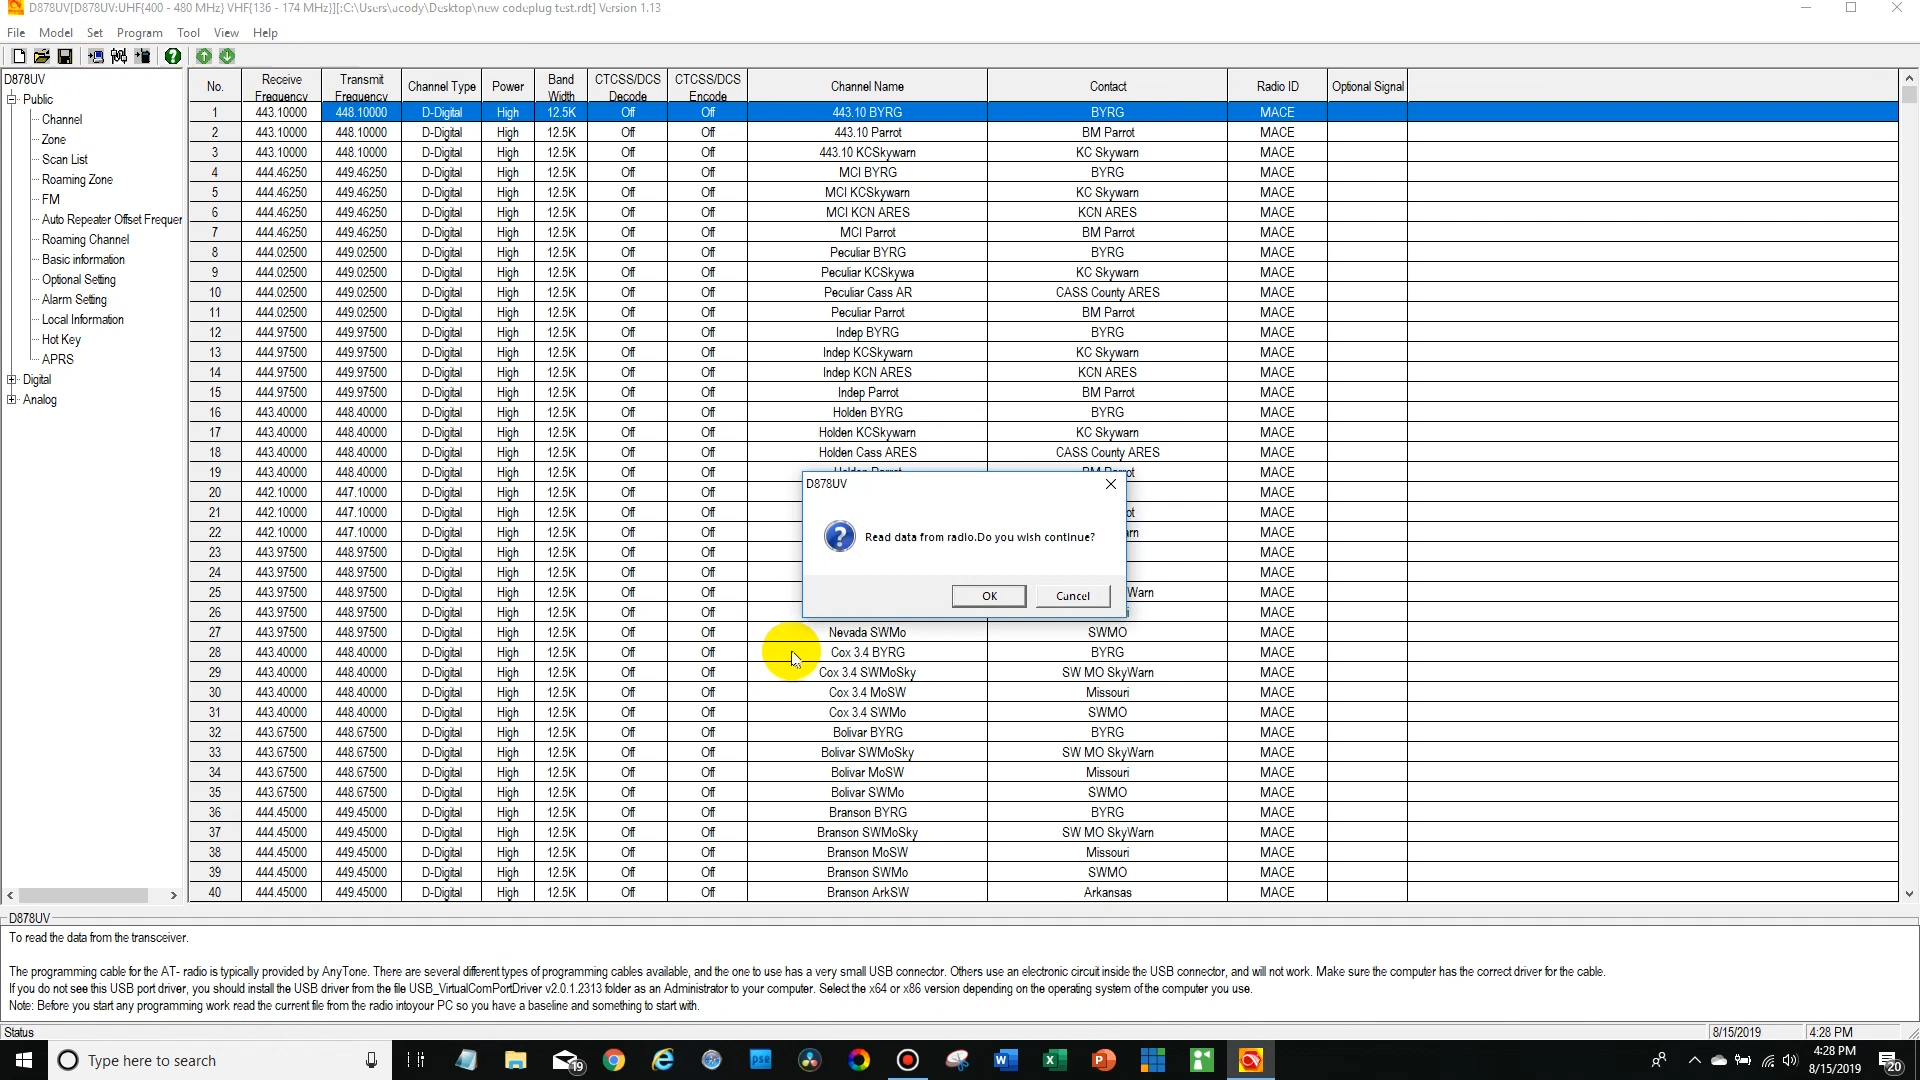 D878UV[D878UV:UHF{400 - 480 MHz} VHF{136 - 174 MHz}][:C:\Users\acody\Desktop\new codeplug test.rdt] Version 1.13
File Model Set Program Tool View Help
D878UV
Public
Channel
Zone
Scan List
Roaming Zone
FM
Auto Repeater Offset Frequer
Roaming Channel
Basic information
Optional Setting
Alarm Setting
Local Information
Hot Key
APRS
Digital
Analog
No. Receive Frequency Transmit Frequency Channel Type Power Band Width CTCSS/DCS Decode CTCSS/DCS Encode Channel Name Contact Radio ID Optional Signal
1 443.10000 448.10000 D-Digital High 12.5K Off Off 443.10 BYRG BYRG MACE
2 443.10000 448.10000 D-Digital High 12.5K Off Off 443.10 Parrot BM Parrot MACE
3 443.10000 448.10000 D-Digital High 12.5K Off Off 443.10 KCSkywarn KC Skywarn MACE
4 444.46250 449.46250 D-Digital High 12.5K Off Off MCI BYRG BYRG MACE
5 444.46250 449.46250 D-Digital High 12.5K Off Off MCI KCSkywarn KC Skywarn MACE
6 444.46250 449.46250 D-Digital High 12.5K Off Off MCI KCN ARES KCN ARES MACE
7 444.46250 449.46250 D-Digital High 12.5K Off Off MCI Parrot BM Parrot MACE
8 444.02500 449.02500 D-Digital High 12.5K Off Off Peculiar BYRG BYRG MACE
9 444.02500 449.02500 D-Digital High 12.5K Off Off Peculiar KCSkywa KC Skywarn MACE
10 444.02500 449.02500 D-Digital High 12.5K Off Off Peculiar Cass AR CASS County ARES MACE
11 444.02500 449.02500 D-Digital High 12.5K Off Off Peculiar Parrot BM Parrot MACE
12 444.97500 449.97500 D-Digital High 12.5K Off Off Indep BYRG BYRG MACE
13 444.97500 449.97500 D-Digital High 12.5K Off Off Indep KCSkywarn KC Skywarn MACE
14 444.97500 449.97500 D-Digital High 12.5K Off Off Indep KCN ARES KCN ARES MACE
15 444.97500 449.97500 D-Digital High 12.5K Off Off Indep Parrot BM Parrot MACE
16 443.40000 448.40000 D-Digital High 12.5K Off Off Holden BYRG BYRG MACE
17 443.40000 448.40000 D-Digital High 12.5K Off Off Holden KCSkywarn KC Skywarn MACE
18 443.40000 448.40000 D-Digital High 12.5K Off Off Holden Cass ARES CASS County ARES MACE
19 443.40000 448.40000 D-Digital High 12.5K Off Off Holden Parrot BM Parrot MACE
20 442.10000 447.10000 D-Digital High 12.5K Off Off MACE
21 442.10000 447.10000 D-Digital High 12.5K Off Off ot MACE
22 442.10000 447.10000 D-Digital High 12.5K Off Off rn MACE
23 443.97500 448.97500 D-Digital High 12.5K Off Off MACE
24 443.97500 448.97500 D-Digital High 12.5K Off Off MACE
25 443.97500 448.97500 D-Digital High 12.5K Off Off Warn MACE
26 443.97500 448.97500 D-Digital High 12.5K Off Off MACE
27 443.97500 448.97500 D-Digital High 12.5K Off Off Nevada SWMo SWMO MACE
28 443.40000 448.40000 D-Digital High 12.5K Off Off Cox 3.4 BYRG BYRG MACE
29 443.40000 448.40000 D-Digital High 12.5K Off Off Cox 3.4 SWMoSky SW MO SkyWarn MACE
30 443.40000 448.40000 D-Digital High 12.5K Off Off Cox 3.4 MoSW Missouri MACE
31 443.40000 448.40000 D-Digital High 12.5K Off Off Cox 3.4 SWMo SWMO MACE
32 443.67500 448.67500 D-Digital High 12.5K Off Off Bolivar BYRG BYRG MACE
33 443.67500 448.67500 D-Digital High 12.5K Off Off Bolivar SWMoSky SW MO SkyWarn MACE
34 443.67500 448.67500 D-Digital High 12.5K Off Off Bolivar MoSW Missouri MACE
35 443.67500 448.67500 D-Digital High 12.5K Off Off Bolivar SWMo SWMO MACE
36 444.45000 449.45000 D-Digital High 12.5K Off Off Branson BYRG BYRG MACE
37 444.45000 449.45000 D-Digital High 12.5K Off Off Branson SWMoSky SW MO SkyWarn MACE
38 444.45000 449.45000 D-Digital High 12.5K Off Off Branson MoSW Missouri MACE
39 444.45000 449.45000 D-Digital High 12.5K Off Off Branson SWMo SWMO MACE
40 444.45000 449.45000 D-Digital High 12.5K Off Off Branson ArkSW Arkansas MACE
D878UV
Read data from radio.Do you wish continue?
OK Cancel
D878UV
To read the data from the transceiver.
The programming cable for the AT- radio is typically provided by AnyTone. There are several different types of programming cables available, and the one to use has a very small USB connector. Others use an electronic circuit inside the USB connector, and will not work. Make sure the computer has the correct driver for the cable.
If you do not see this USB port driver, you should install the USB driver from the file USB_VirtualComPortDriver v2.0.1.2313 folder as an Administrator to your computer. Select the x64 or x86 version depending on the operating system of the computer you use.
Note: Before you start any programming work read the current file from the radio intoyour PC so you have a baseline and something to start with.
Status 8/15/2019 4:28 PM
Type here to search 19 pse 4:28 PM
8/15/2019 20